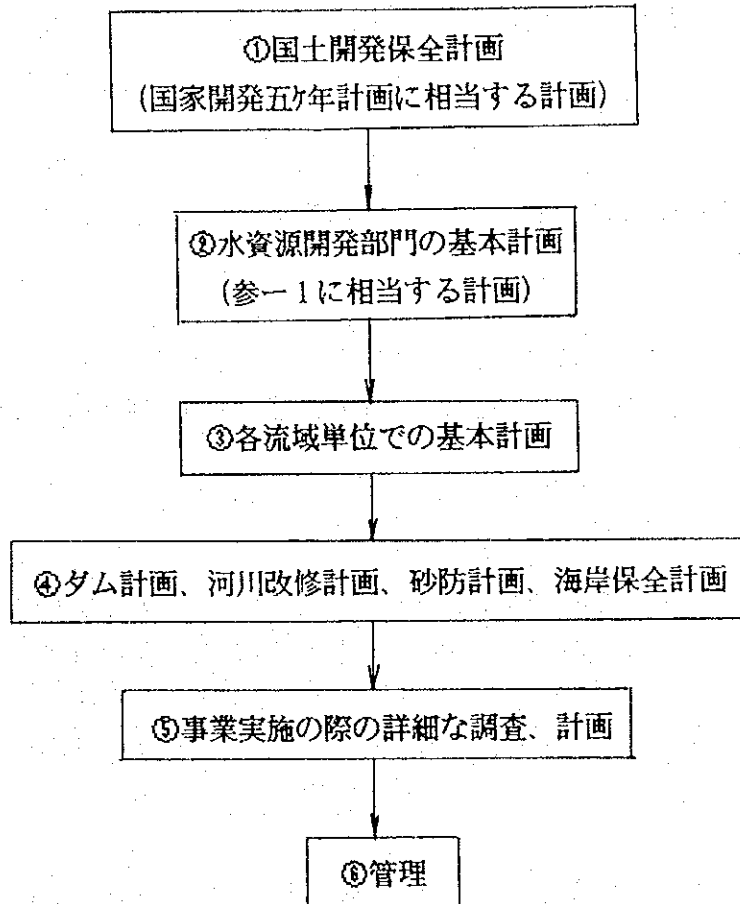 ①国土開発保全計画
(国家開発五ケ年計画に相当する計画)
②水資源開発部門の基本計画
(参ー1に相当する計画)
③各流域単位での基本計画
④ダム計画、河川改修計画、砂防計画、海岸保全計画
⑤事業実施の際の詳細な調査、計画
⑥管理